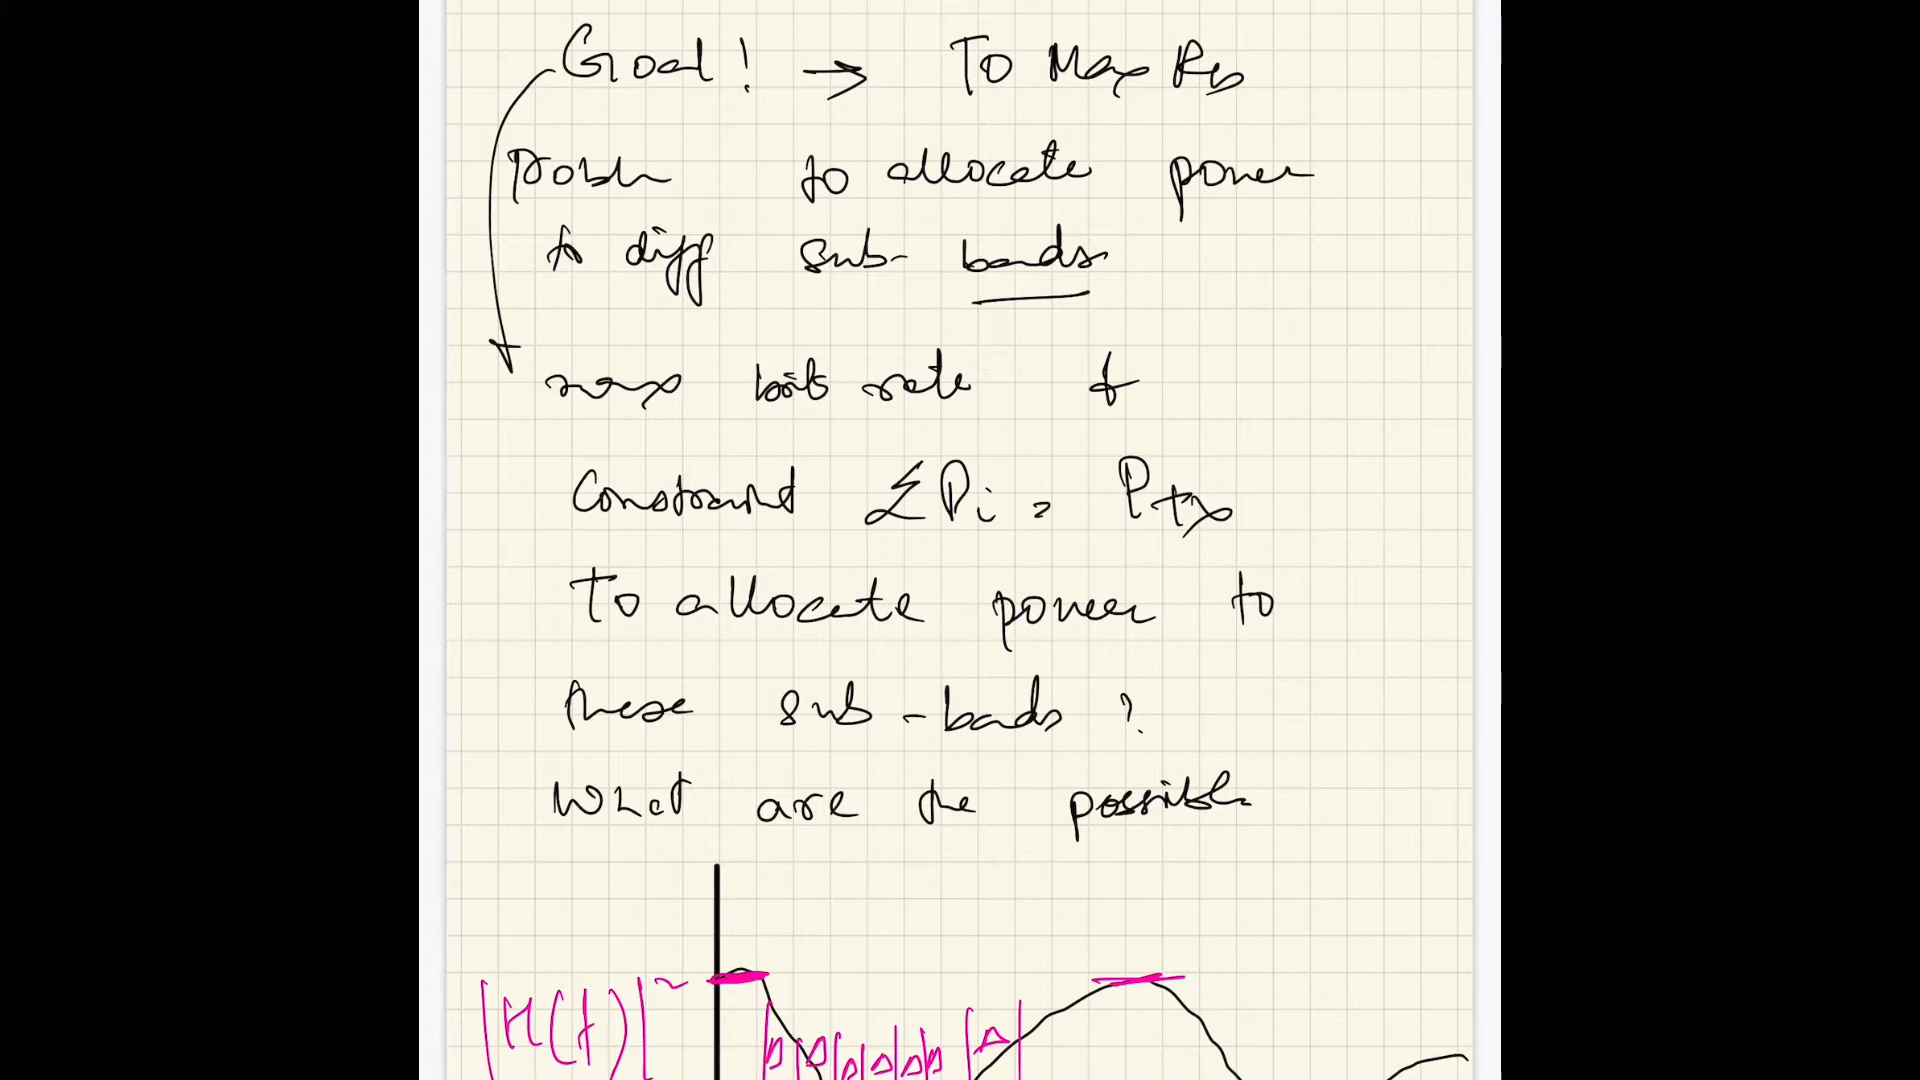 Goal! → To Max Rb
Problem to allocate power
to diff sub-bands
max bit rate &
Constraint ΣPi = Ptx
To allocate power to
these sub-bands?
What are the possible
|H(f)|²